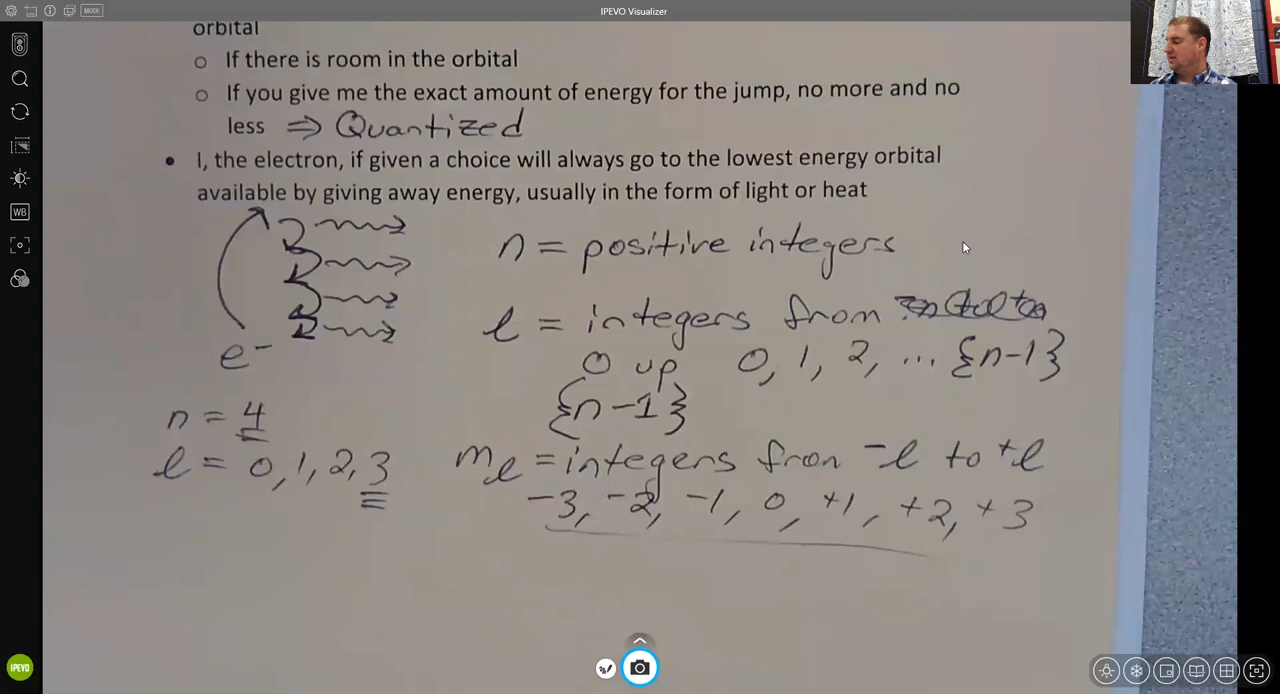 IPEVO Visualizer
MODE
orbital
o If there is room in the orbital
o If you give me the exact amount of energy for the jump, no more and no
less ⇒ Quantized
• I, the electron, if given a choice will always go to the lowest energy orbital
available by giving away energy, usually in the form of light or heat
n = positive integers
l = integers from
0 up 0, 1, 2, ... {n-1}
{n-1}
e⁻
n = 4
l = 0, 1, 2, 3
mₗ = integers from -l to +l
-3, -2, -1, 0, +1, +2, +3
WB
IPEVO